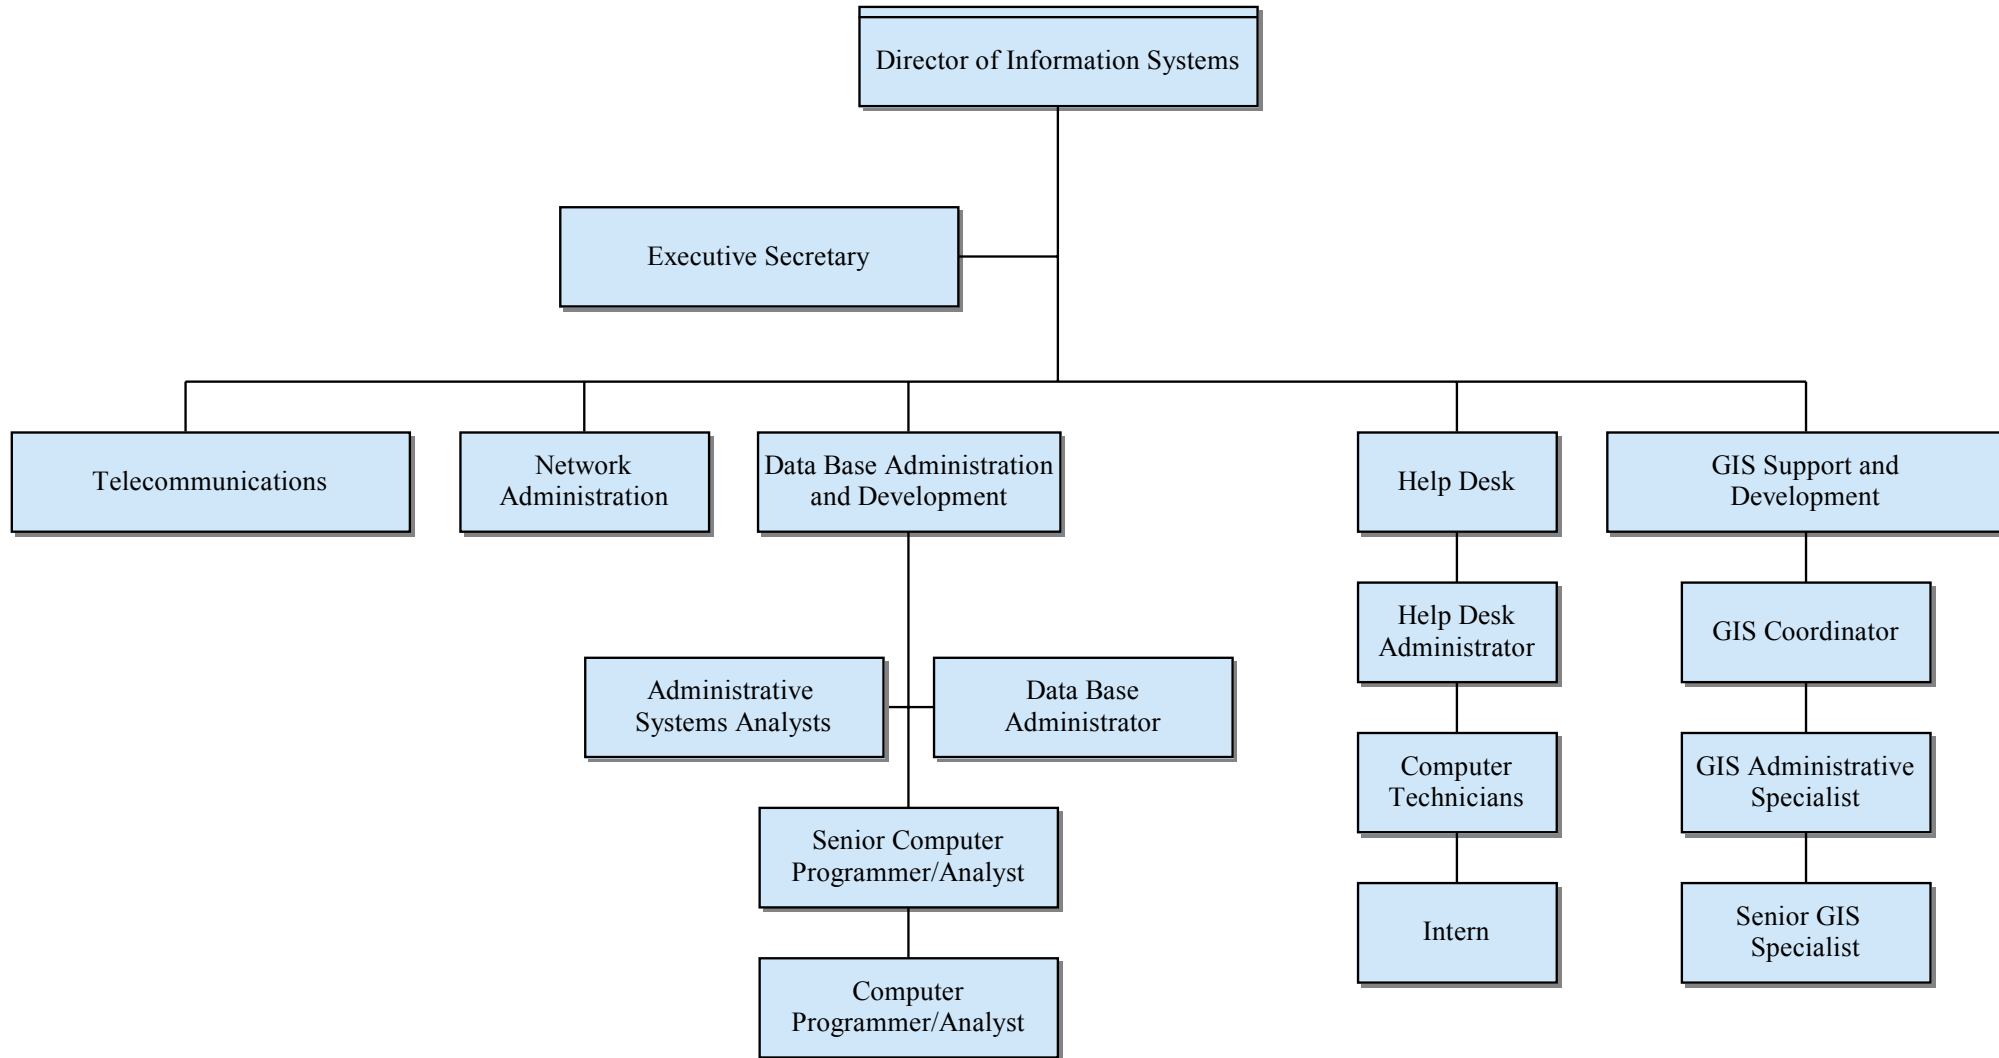 Director of Information Systems
Executive Secretary
Telecommunications
Network
Administration
Data Base Administration
and Development
Help Desk
GIS Support and
Development
Help Desk
Administrator
GIS Coordinator
Administrative
Systems Analysts
Data Base
Administrator
Computer
Technicians
GIS Administrative
Specialist
Senior Computer
Programmer/Analyst
Intern
Senior GIS
Specialist
Computer
Programmer/Analyst